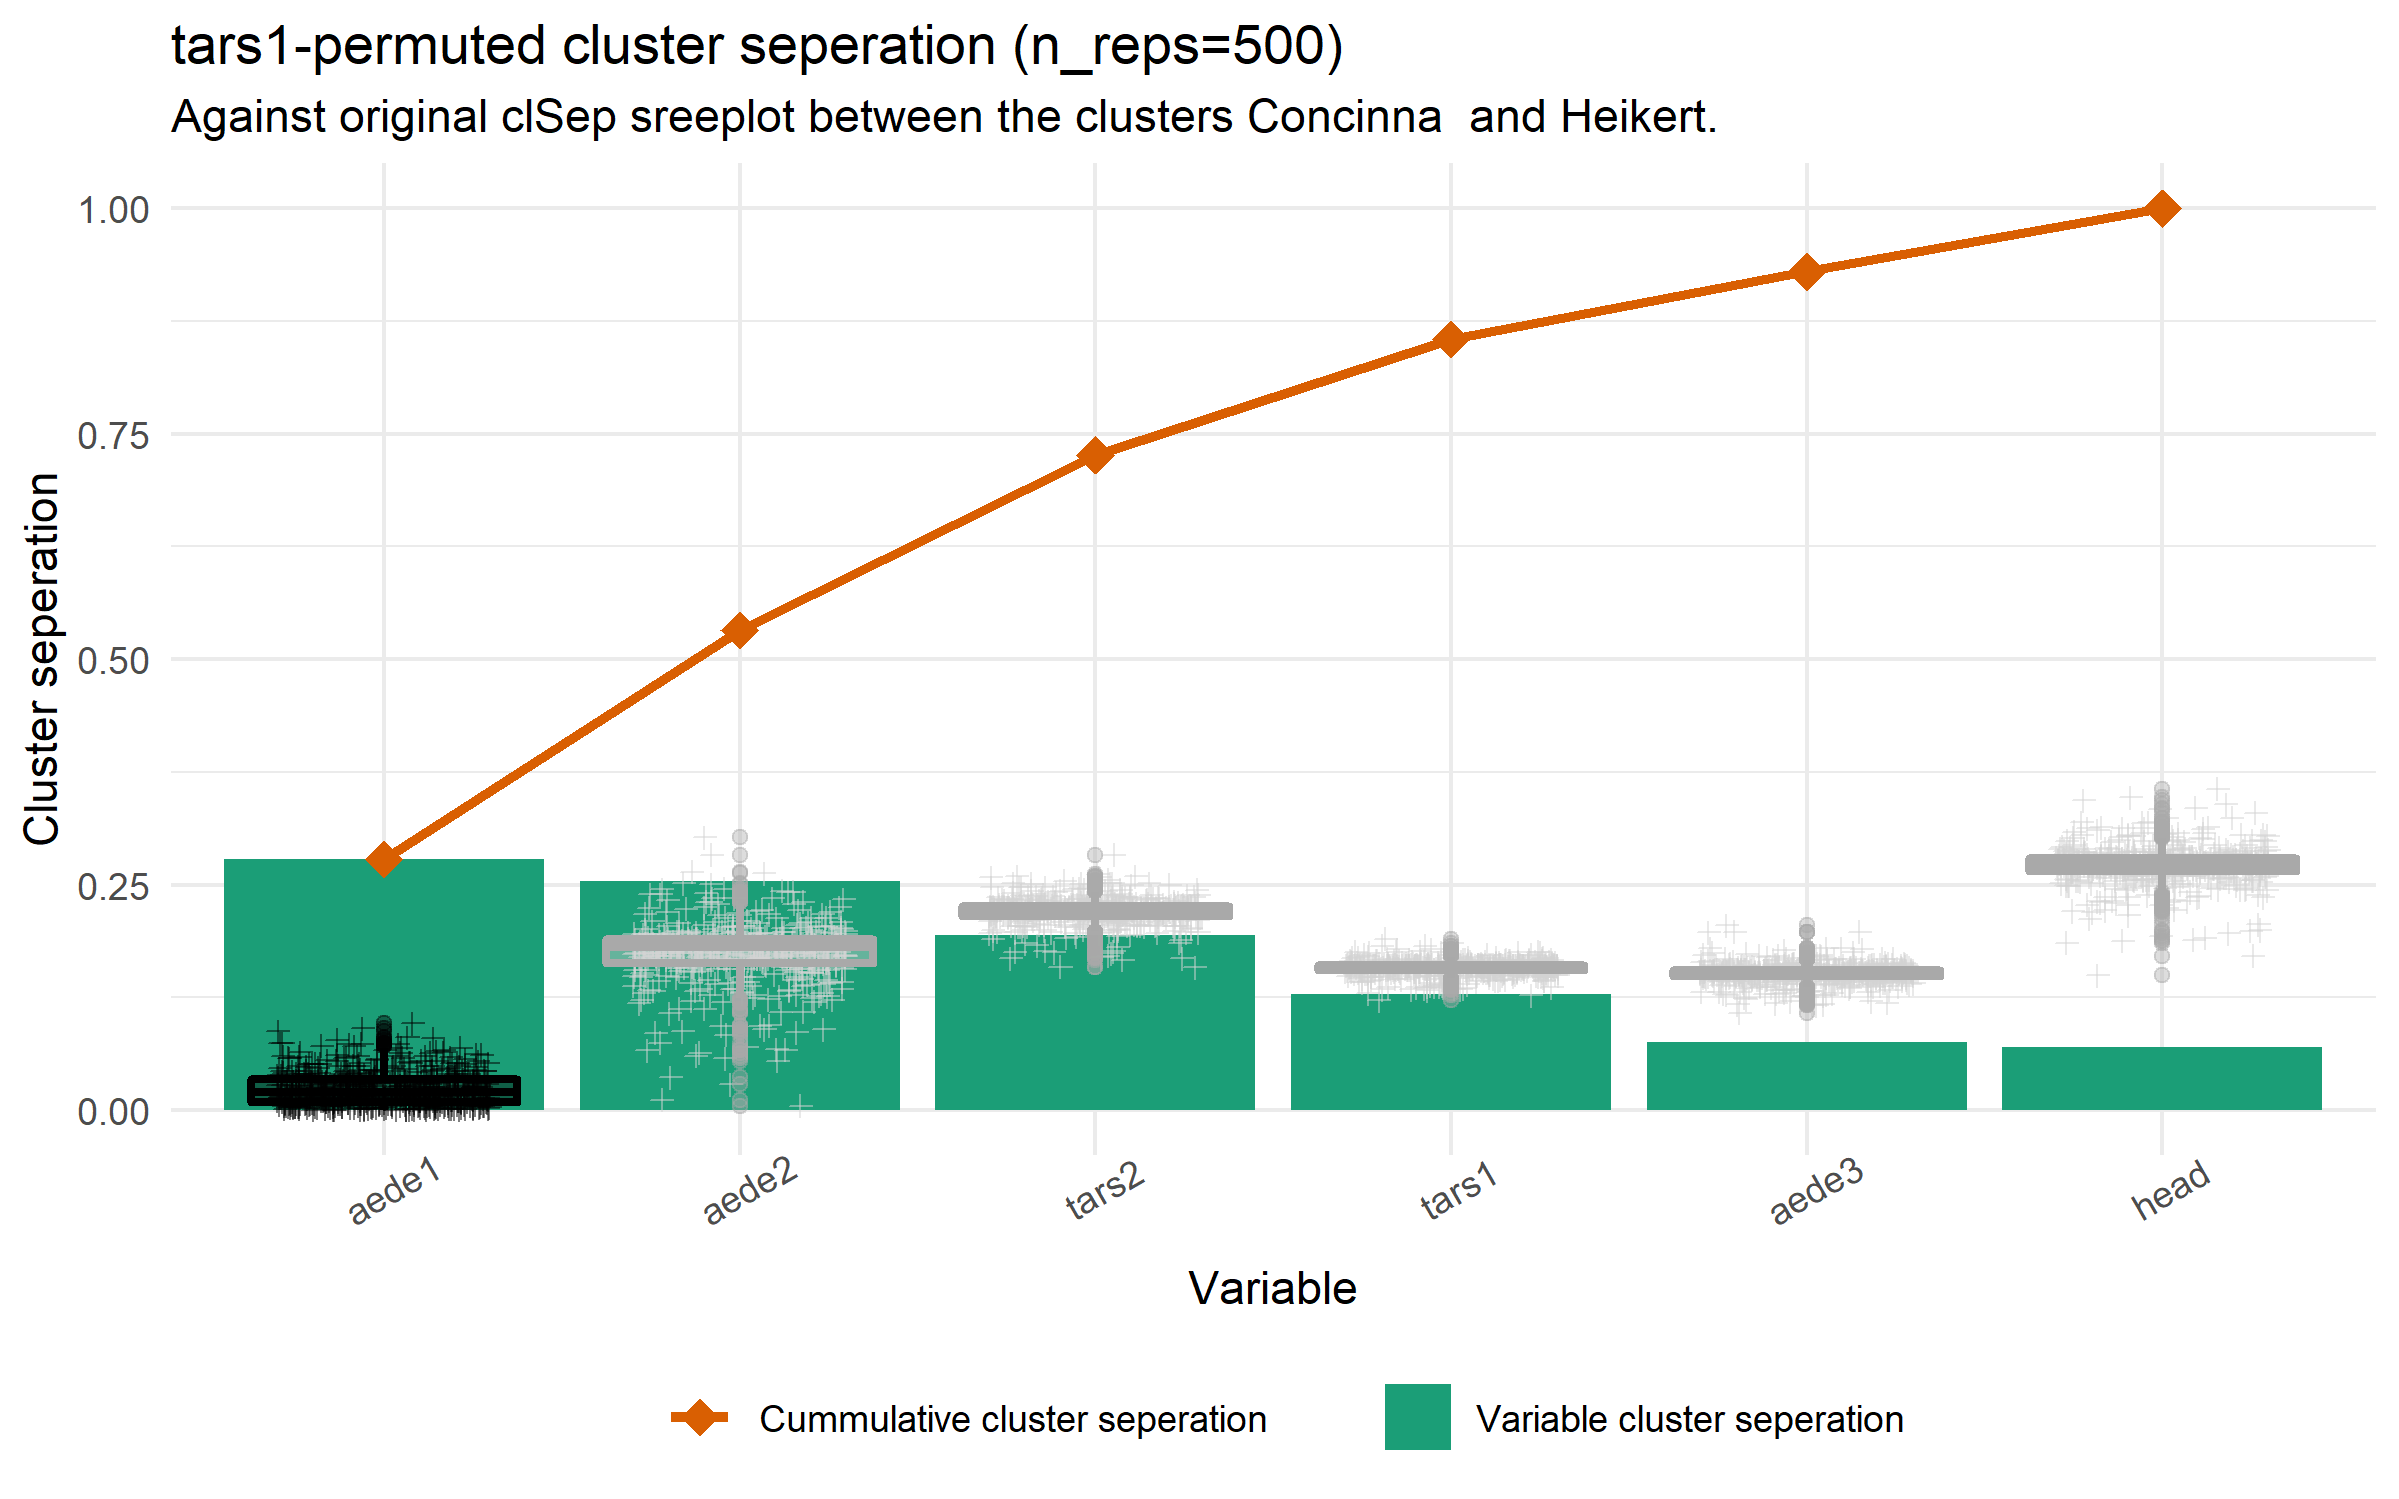 tars1-permuted cluster seperation (n_reps=500)
Against original clSep sreeplot between the clusters Concinna  and Heikert.
Cluster seperation
1.00
0.75
0.50
0.25
0.00
aede1
aede2
tars2
tars1
aede3
head
Variable
Cummulative cluster seperation
Variable cluster seperation